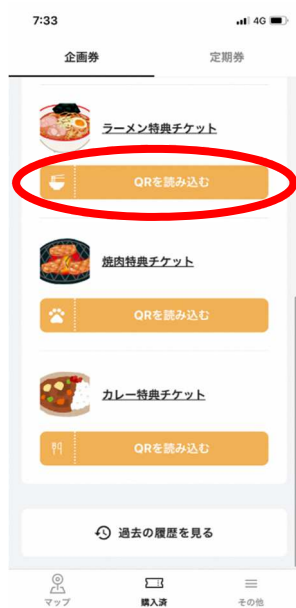 7:33
4G
企画券
定期券
ラーメン特典チケット
QRを読み込む
焼肉特典チケット
QRを読み込む
カレー特典チケット
QRを読み込む
過去の履歴を見る
マップ
購入済
その他